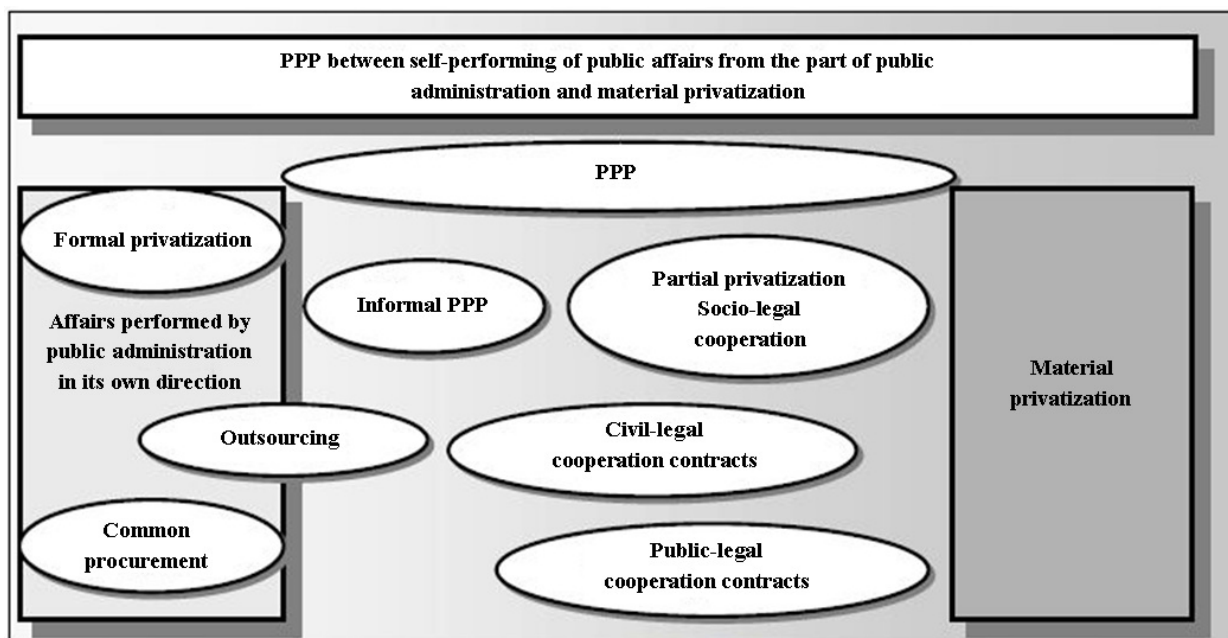 PPP between self-performing of public affairs from the part of public
administration and material privatization
PPP
Formal privatization
Affairs performed by
public administration
in its own direction
Informal PPP
Partial privatization
Socio-legal
cooperation
Material
privatization
Outsourcing
Civil-legal
cooperation contracts
Common
procurement
Public-legal
cooperation contracts